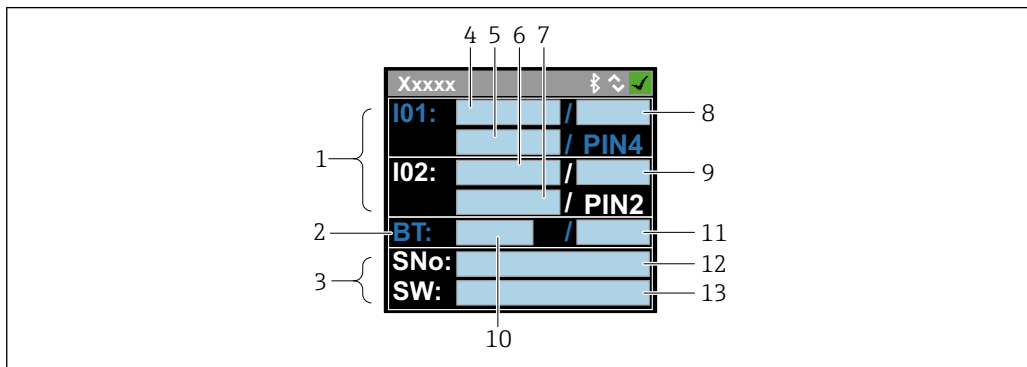 4 5 6 7
Xxxxx
I01: / 8
/ PIN4
1
I02: / 9
/ PIN2
2 BT: / 11
SNo: 12
3
SW: 13
10